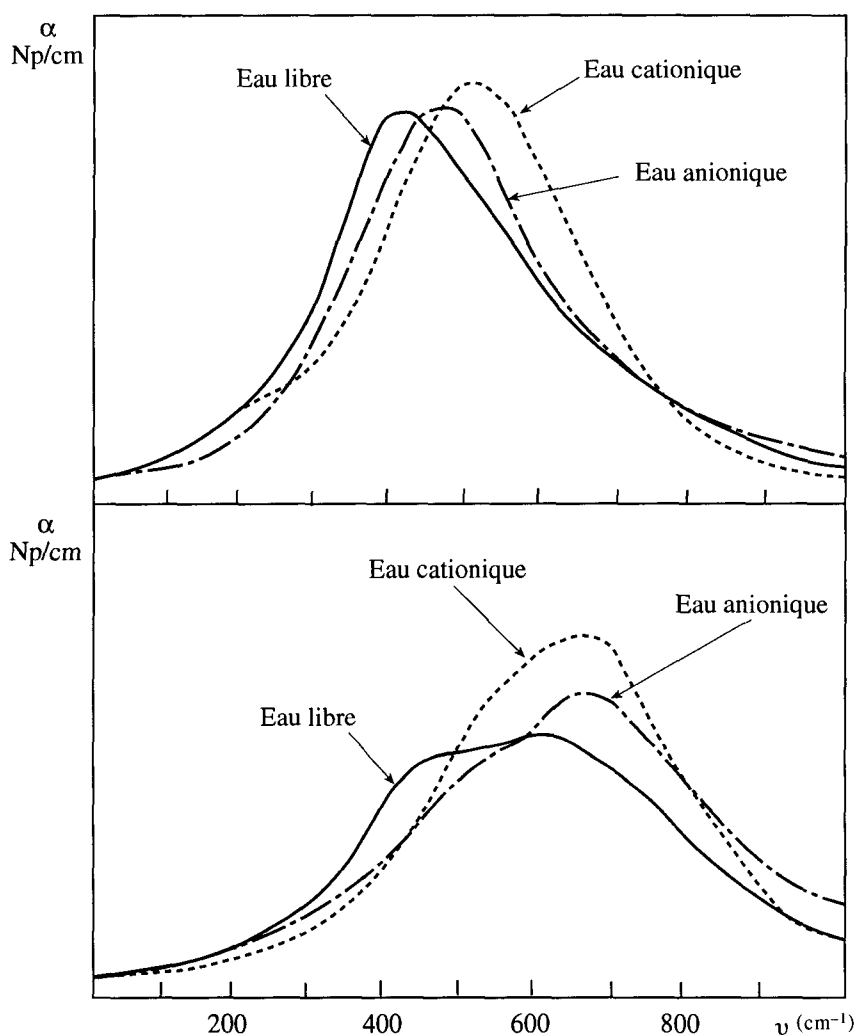 α
Np/cm
Eau libre
Eau cationique
Eau anionique
α
Np/cm
Eau cationique
Eau anionique
Eau libre
200 400 600 800 υ (cm⁻¹)